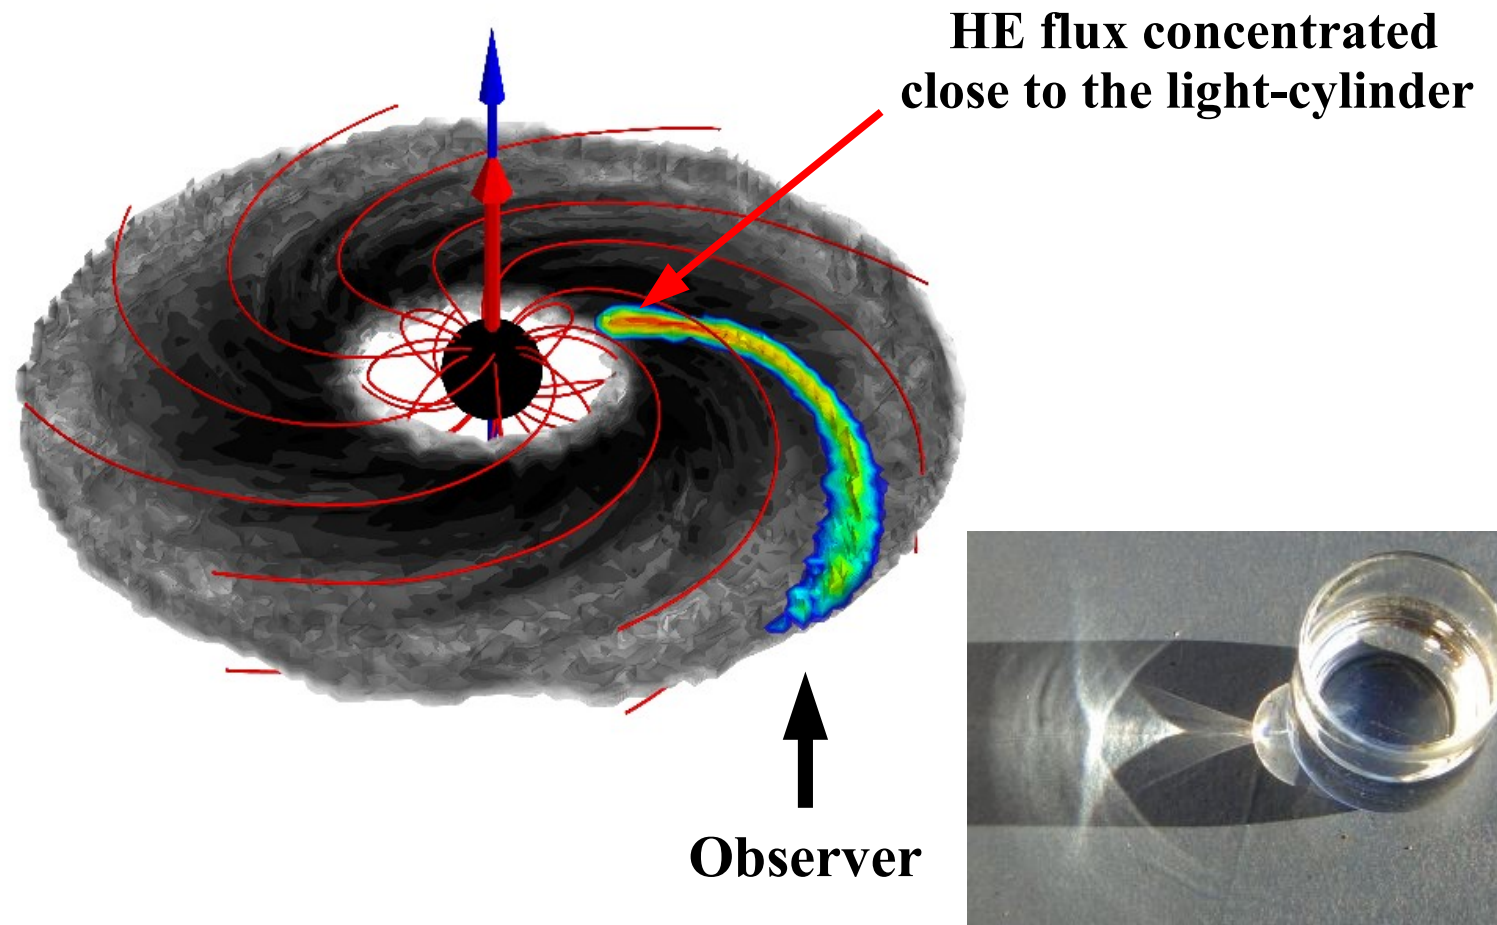 HE flux concentrated
close to the light-cylinder
Observer